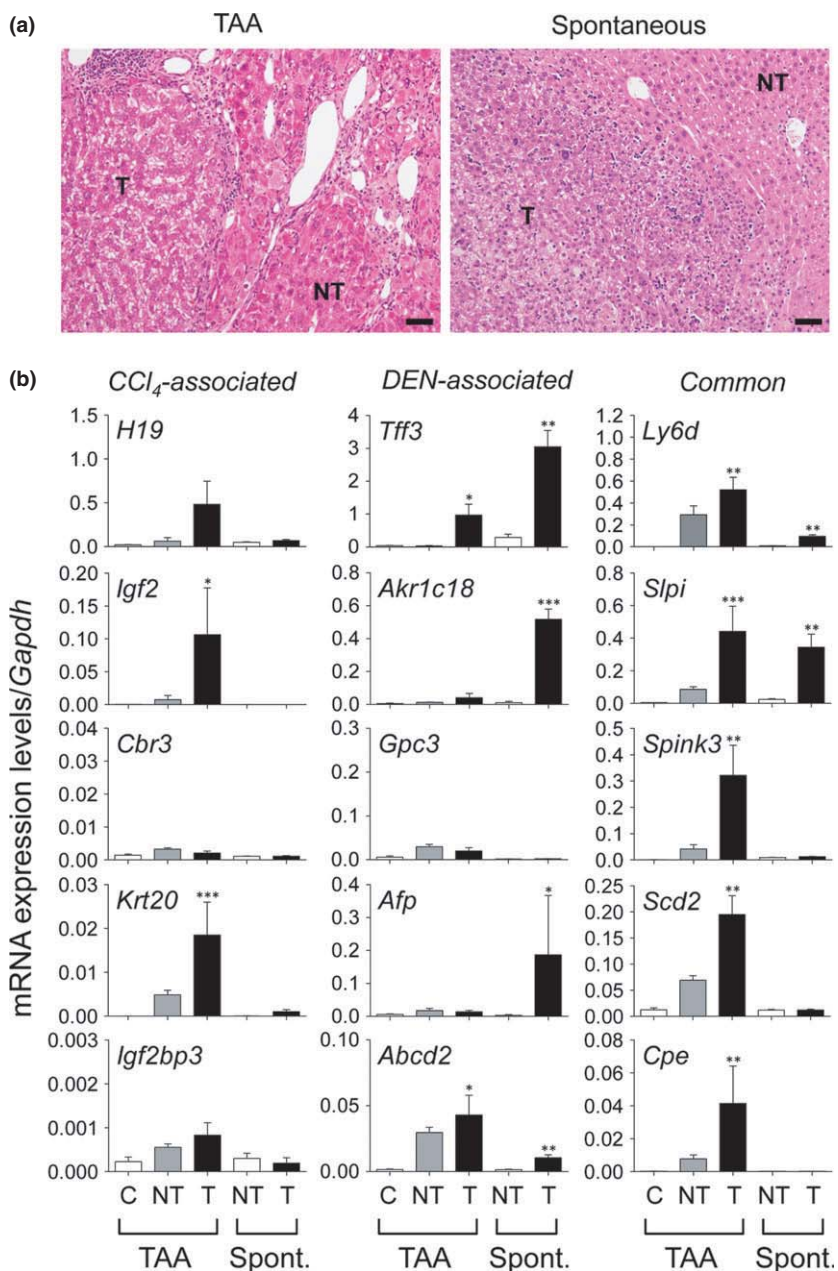 (a)
TAA
Spontaneous
T
NT
T
NT
(b)
CCl4-associated
DEN-associated
Common
mRNA expression levels/Gapdh
H19
1.5
1.0
0.5
0.0
Tff3
4
3
2
1
0
*
**
Ly6d
1.2
1.0
0.8
0.6
0.4
0.2
0.0
**
**
Igf2
0.20
0.15
0.10
0.05
0.00
*
Akr1c18
0.8
0.6
0.4
0.2
0.0
***
Slpi
0.8
0.6
0.4
0.2
0.0
***
**
Cbr3
0.04
0.03
0.02
0.01
0.00
Gpc3
0.3
0.2
0.1
0.0
Spink3
0.5
0.4
0.3
0.2
0.1
0.0
**
Krt20
0.03
0.02
0.01
0.00
***
Afp
0.4
0.3
0.2
0.1
0.0
*
Scd2
0.25
0.20
0.15
0.10
0.05
0.00
**
Igf2bp3
0.003
0.002
0.001
0.000
Abcd2
0.10
0.05
0.00
*
**
Cpe
0.08
0.06
0.04
0.02
0.00
**
C NT T NT T
C NT T NT T
C NT T NT T
TAA Spont.
TAA Spont.
TAA Spont.